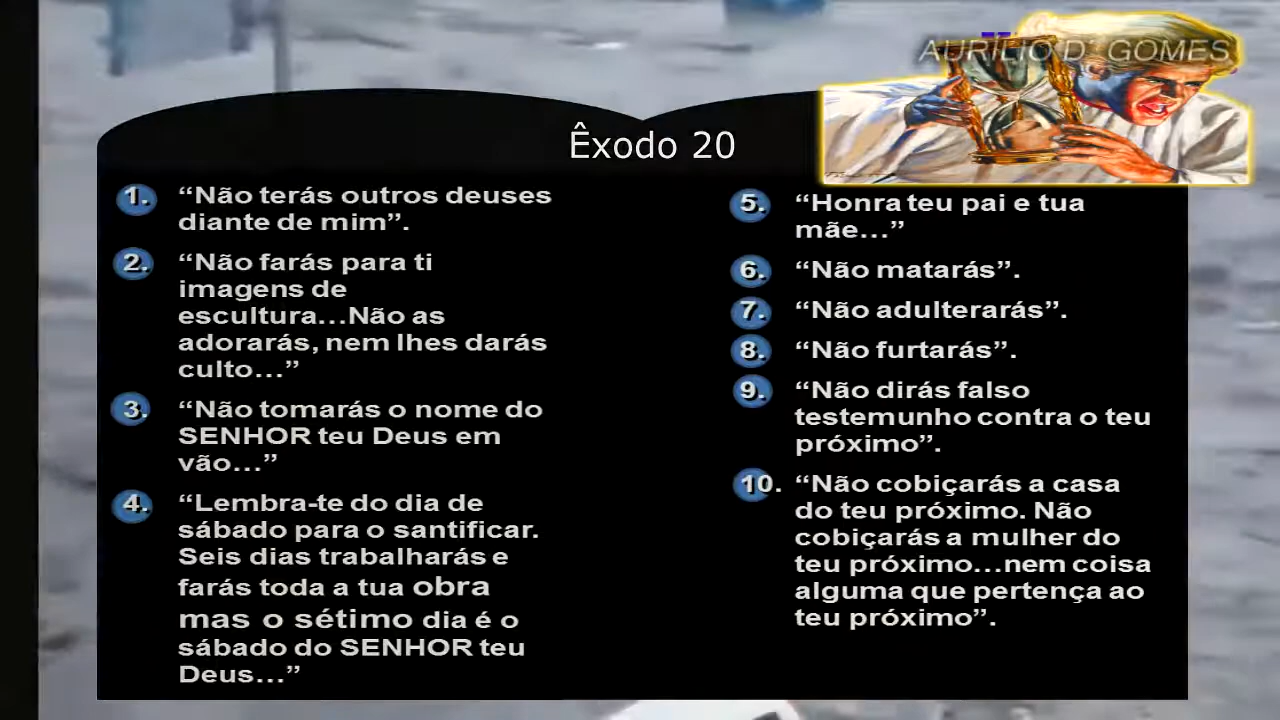 AURÍLIO D' GOMES
Êxodo 20
1. “Não terás outros deuses
diante de mim”.
2. “Não farás para ti
imagens de
escultura...Não as
adorarás, nem lhes darás
culto...”
3. “Não tomarás o nome do
SENHOR teu Deus em
vão...”
4. “Lembra-te do dia de
sábado para o santificar.
Seis dias trabalharás e
farás toda a tua obra
mas o sétimo dia é o
sábado do SENHOR teu
Deus...”
5. “Honra teu pai e tua
mãe...”
6. “Não matarás”.
7. “Não adulterarás”.
8. “Não furtarás”.
9. “Não dirás falso
testemunho contra o teu
próximo”.
10. “Não cobiçarás a casa
do teu próximo. Não
cobiçarás a mulher do
teu próximo...nem coisa
alguma que pertença ao
teu próximo”.